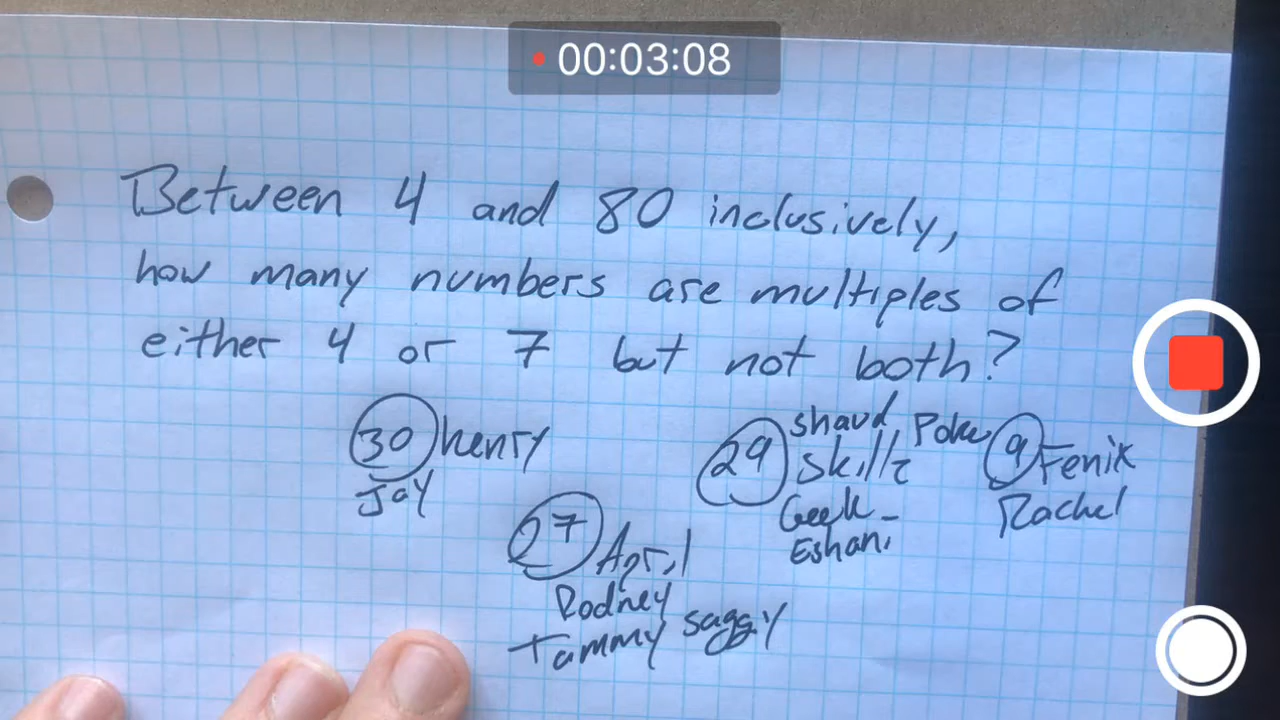 00:03:08
Between 4 and 80 inclusively,
how many numbers are multiples of
either 4 or 7 but not both?
30 henry
Jay
27 April
Rodney
Tammy Saggy
29 Shaud, Poke
Skillz
Geek-
Eshani
9 Fenik
Rachel